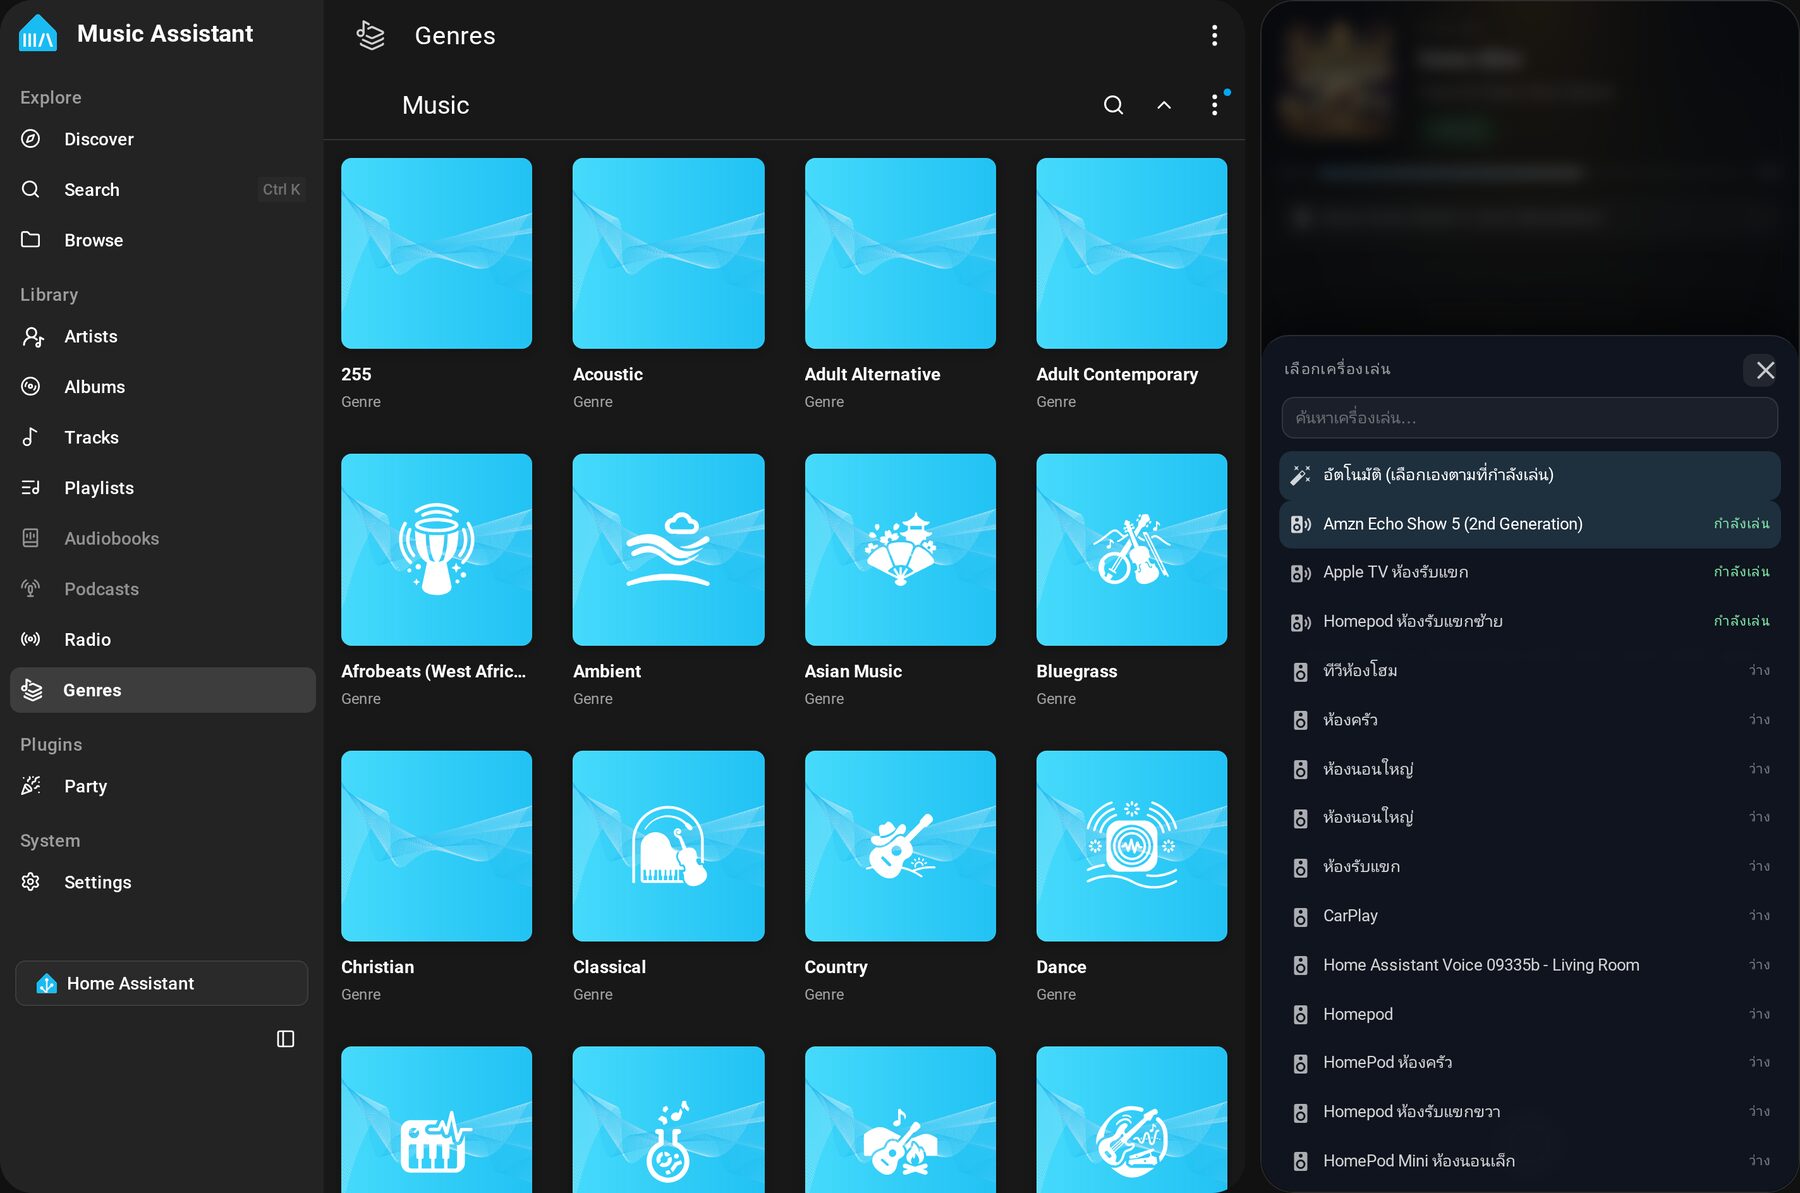 Music Assistant
Explore
Discover
Search
Ctrl K
Browse
Library
Artists
Albums
Tracks
Playlists
Audiobooks
Podcasts
Radio
Genres
Plugins
Party
System
Settings
Home Assistant
Genres
Music
255
Genre
Acoustic
Genre
Adult Alternative
Genre
Adult Contemporary
Genre
Afrobeats (West Afric...
Genre
Ambient
Genre
Asian Music
Genre
Bluegrass
Genre
Christian
Genre
Classical
Genre
Country
Genre
Dance
Genre
เลือกเครื่องเล่น
ค้นหาเครื่องเล่น...
อัตโนมัติ (เลือกเองตามที่กำลังเล่น)
Amzn Echo Show 5 (2nd Generation) กำลังเล่น
Apple TV ห้องรับแขก กำลังเล่น
Homepod ห้องรับแขกซ้าย กำลังเล่น
ทีวีห้องโฮม ว่าง
ห้องครัว ว่าง
ห้องนอนใหญ่ ว่าง
ห้องนอนใหญ่ ว่าง
ห้องรับแขก ว่าง
CarPlay ว่าง
Home Assistant Voice 09335b - Living Room ว่าง
Homepod ว่าง
HomePod ห้องครัว ว่าง
Homepod ห้องรับแขกขวา ว่าง
HomePod Mini ห้องนอนเล็ก ว่าง